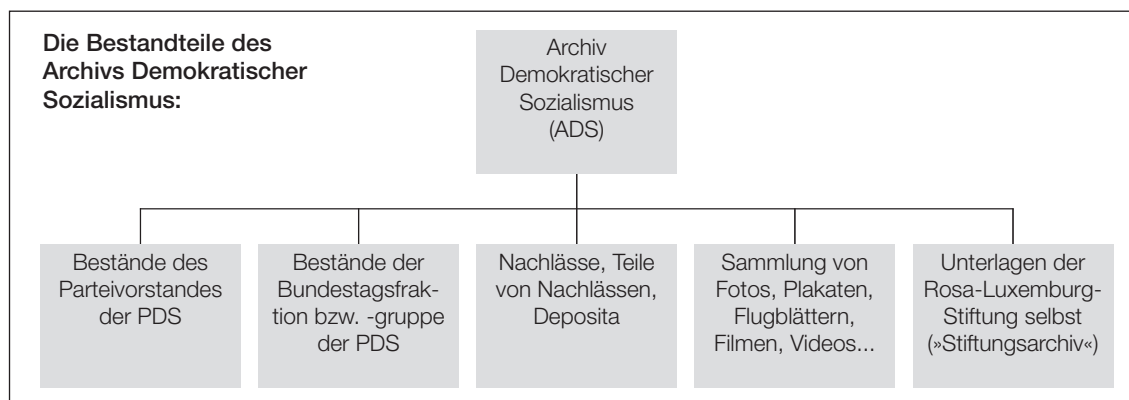 Die Bestandteile des
Archivs Demokratischer
Sozialismus:
Archiv
Demokratischer
Sozialismus
(ADS)
Bestände des
Parteivorstandes
der PDS
Bestände der
Bundestagsfrak-
tion bzw. -gruppe
der PDS
Nachlässe, Teile
von Nachlässen,
Deposita
Sammlung von
Fotos, Plakaten,
Flugblättern,
Filmen, Videos...
Unterlagen der
Rosa-Luxemburg-
Stiftung selbst
(»Stiftungsarchiv«)